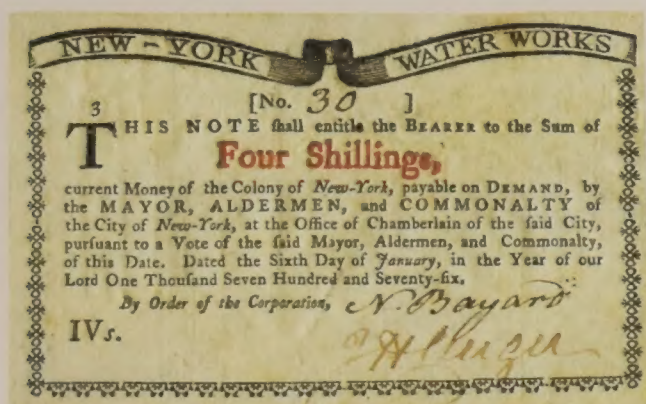 NEW-YORK WATER WORKS
[No. 30 ]
3
THIS NOTE ſhall entitle the BEARER to the Sum of
Four Shillings,
current Money of the Colony of New-York, payable on DEMAND, by
the MAYOR, ALDERMEN, and COMMONALTY of
the City of New-York, at the Office of Chamberlain of the ſaid City,
purſuant to a Vote of the ſaid Mayor, Aldermen, and Commonalty,
of this Date. Dated the Sixth Day of January, in the Year of our
Lord One Thouſand Seven Hundred and Seventy-ſix.
By Order of the Corporation, N. Bayard
IVs.